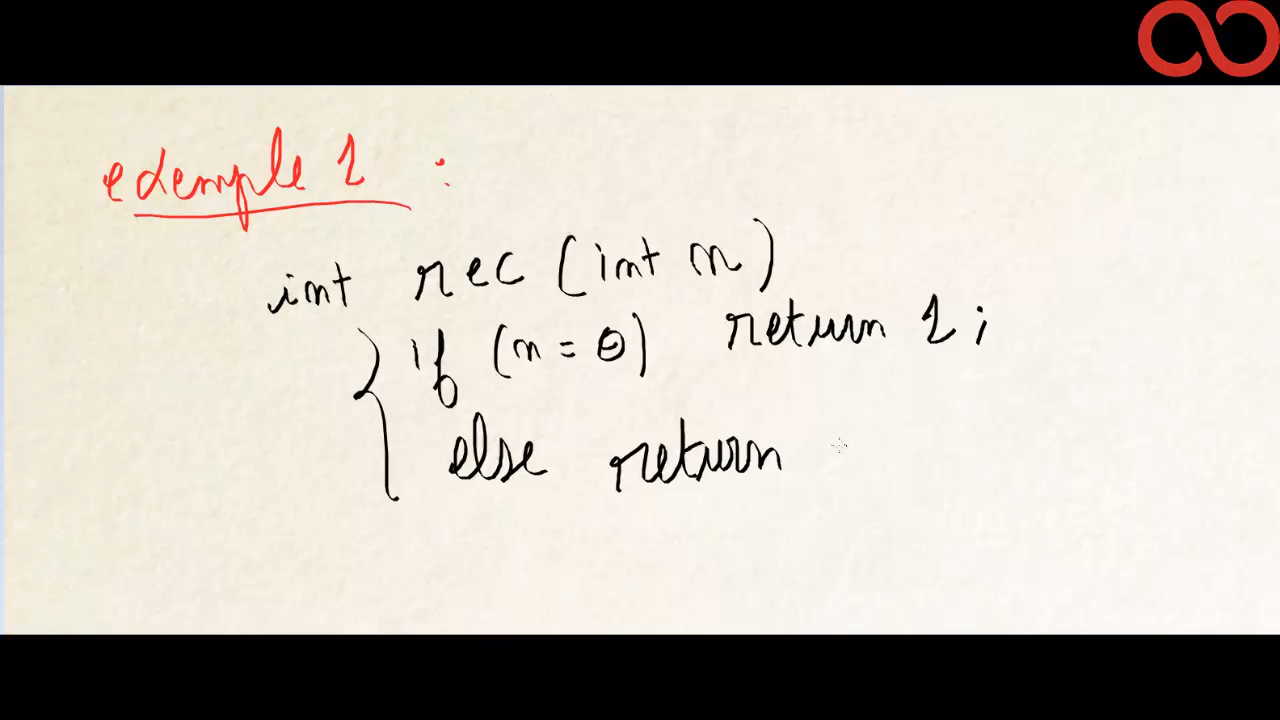 exemple 1 :
int rec (int n)
{ if (n = 0) return 1 ;
else return